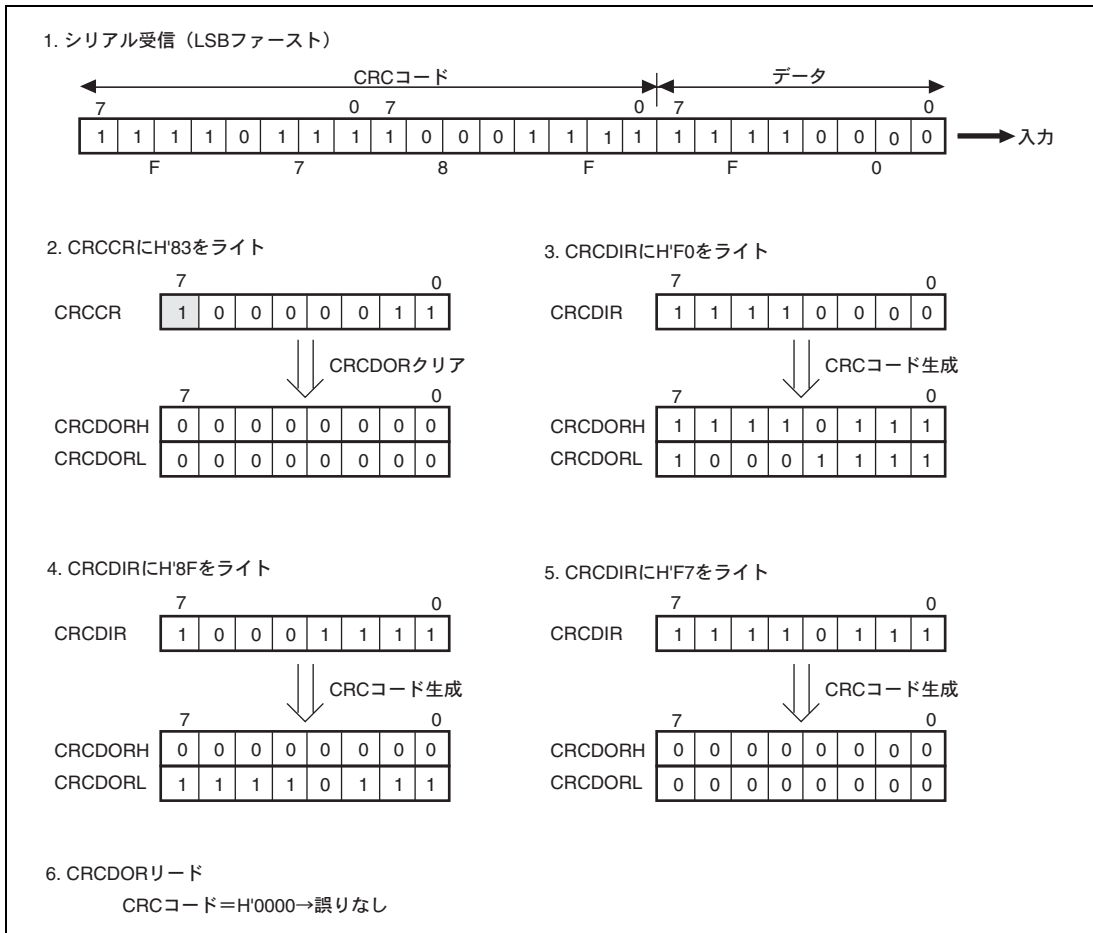 1. シリアル受信（LSBファースト）
CRCコード データ
7 0 7 0 7 0
1 1 1 1 0 1 1 1 1 0 0 0 1 1 1 1 1 1 1 1 0 0 0 0 入力
F 7 8 F F 0
2. CRCCRにH'83をライト
7 0
CRCCR 1 0 0 0 0 0 1 1
CRCDORクリア
7 0
CRCDORH 0 0 0 0 0 0 0 0
CRCDORL 0 0 0 0 0 0 0 0
3. CRCDIRにH'F0をライト
7 0
CRCDIR 1 1 1 1 0 0 0 0
CRCコード生成
7 0
CRCDORH 1 1 1 1 0 1 1 1
CRCDORL 1 0 0 0 1 1 1 1
4. CRCDIRにH'8Fをライト
7 0
CRCDIR 1 0 0 0 1 1 1 1
CRCコード生成
7 0
CRCDORH 0 0 0 0 0 0 0 0
CRCDORL 1 1 1 1 0 1 1 1
5. CRCDIRにH'F7をライト
7 0
CRCDIR 1 1 1 1 0 1 1 1
CRCコード生成
7 0
CRCDORH 0 0 0 0 0 0 0 0
CRCDORL 0 0 0 0 0 0 0 0
6. CRCDORリード
CRCコード＝H'0000→誤りなし